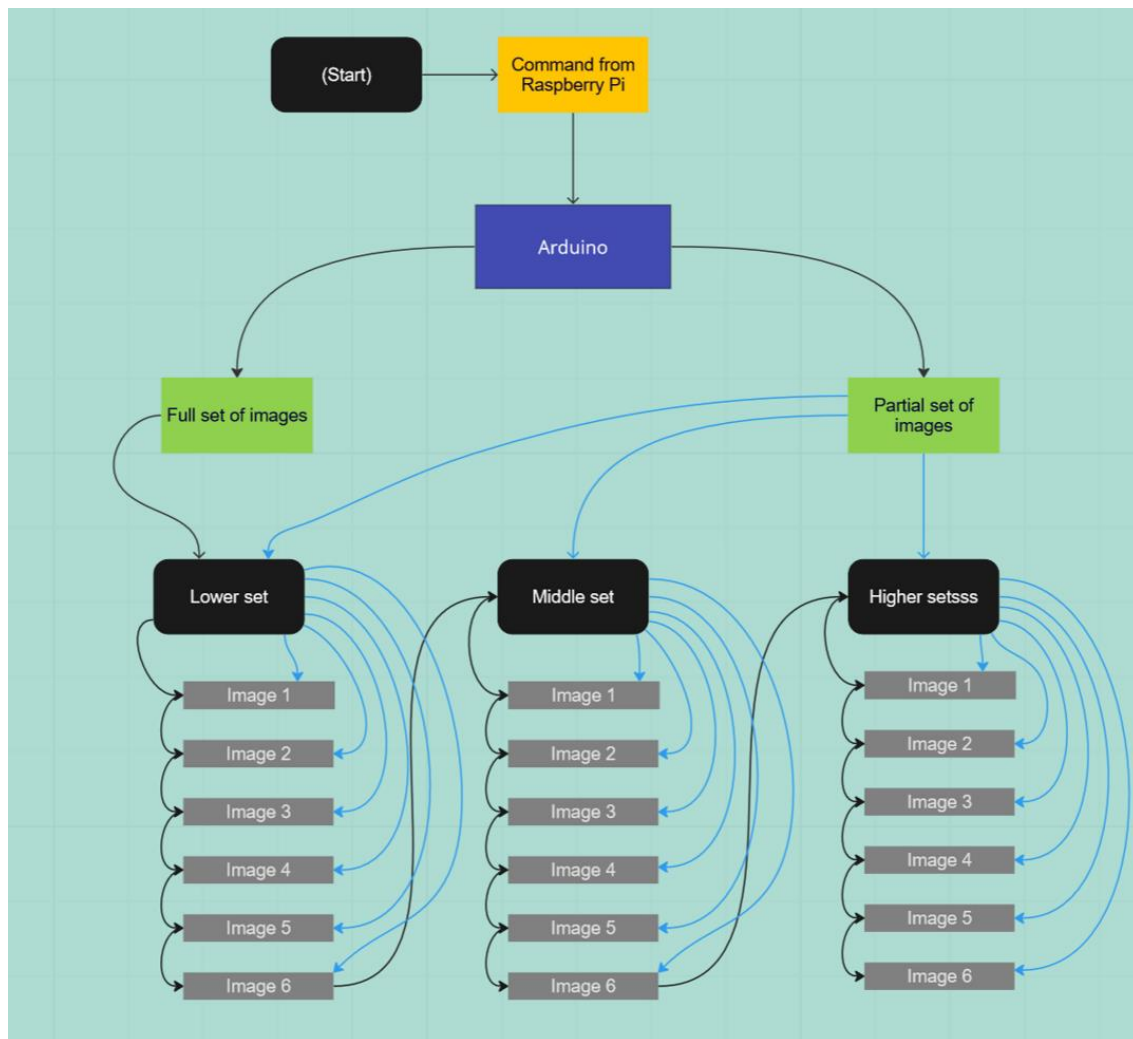 (Start)
Command from
Raspberry Pi
Arduino
Full set of images
Partial set of
images
Lower set
Middle set
Higher setsss
Image 1
Image 2
Image 3
Image 4
Image 5
Image 6
Image 1
Image 2
Image 3
Image 4
Image 5
Image 6
Image 1
Image 2
Image 3
Image 4
Image 5
Image 6